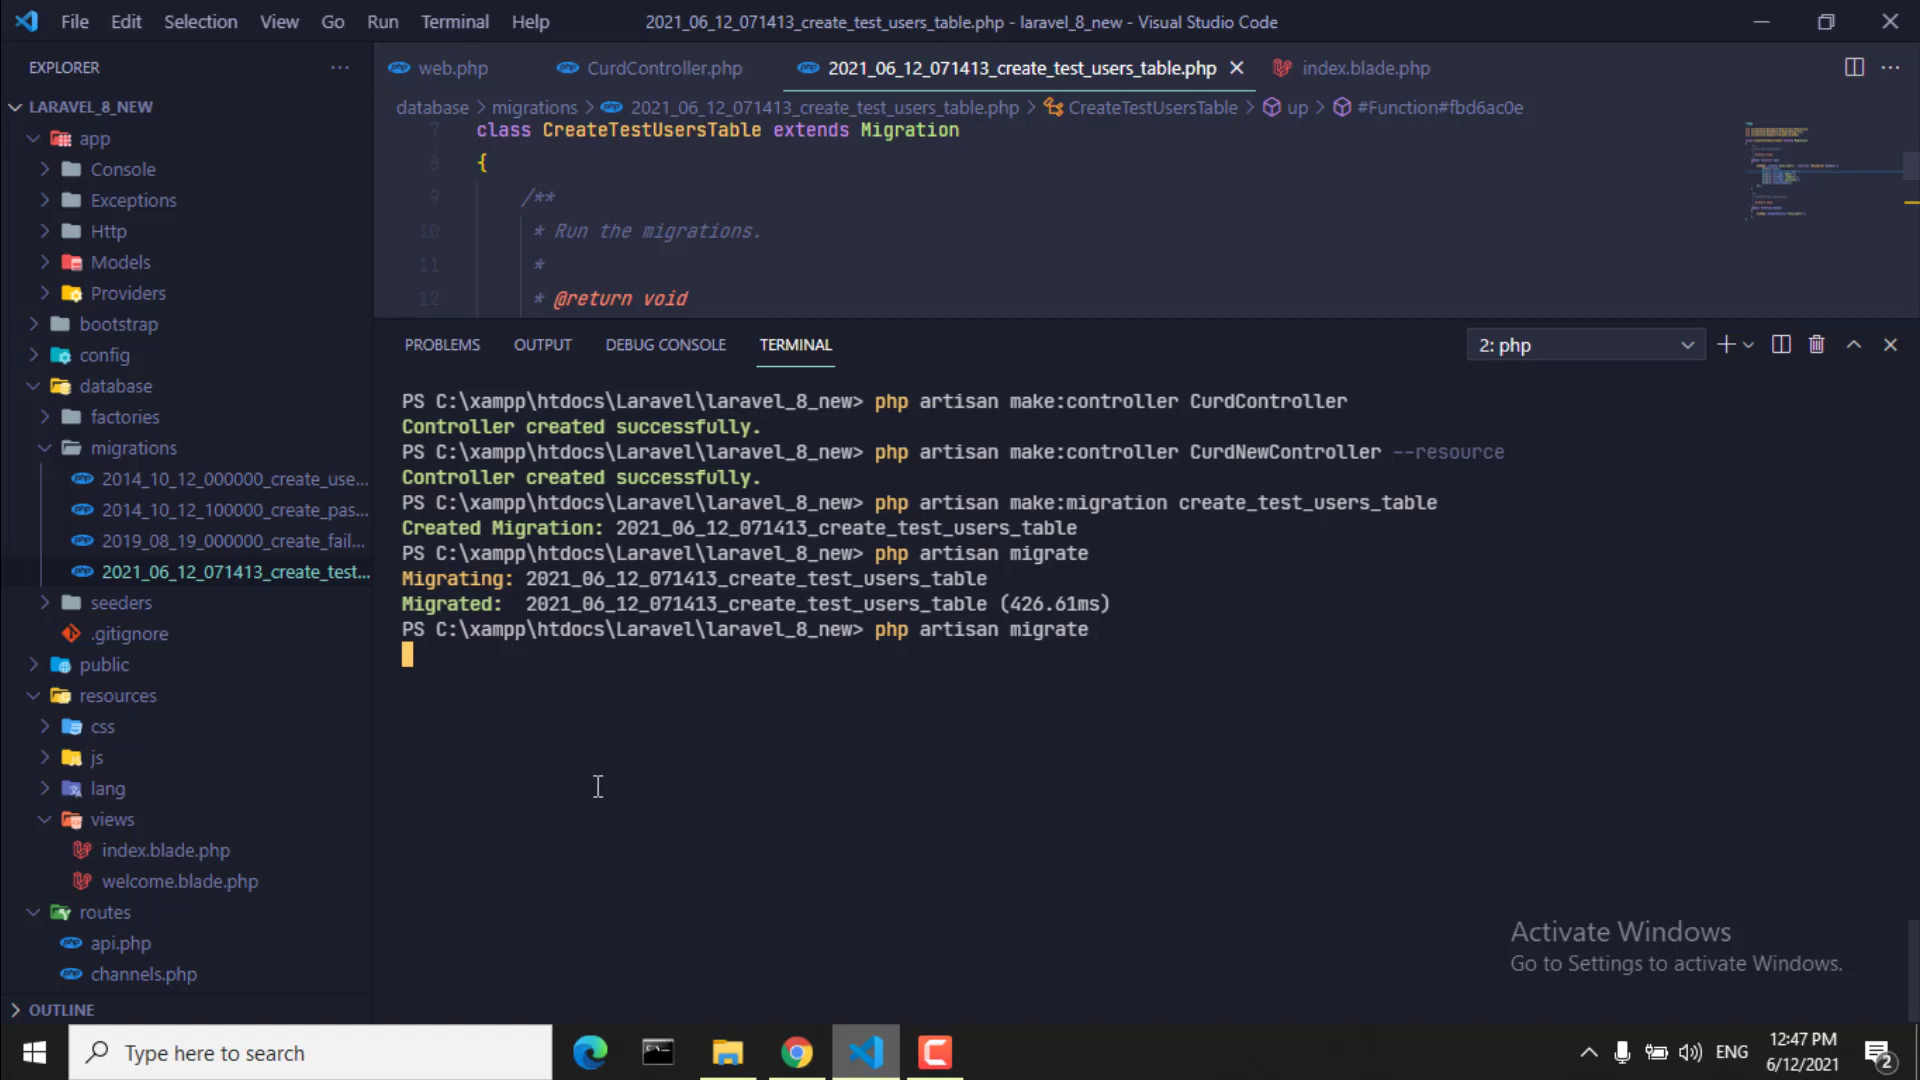 File Edit Selection View Go Run Terminal Help
2021_06_12_071413_create_test_users_table.php - laravel_8_new - Visual Studio Code
EXPLORER
web.php
CurdController.php
2021_06_12_071413_create_test_users_table.php
index.blade.php
LARAVEL_8_NEW
database > migrations > 2021_06_12_071413_create_test_users_table.php > CreateTestUsersTable > up > #Function#fbd6ac0e
app
Console
Exceptions
Http
Models
Providers
bootstrap
config
database
factories
migrations
2014_10_12_000000_create_use...
2014_10_12_100000_create_pas...
2019_08_19_000000_create_fail...
2021_06_12_071413_create_test...
seeders
.gitignore
public
resources
css
js
lang
views
index.blade.php
welcome.blade.php
routes
api.php
channels.php
OUTLINE
7 class CreateTestUsersTable extends Migration
8 {
9 /**
10 * Run the migrations.
11 *
12 * @return void
PROBLEMS OUTPUT DEBUG CONSOLE TERMINAL
2: php
PS C:\xampp\htdocs\Laravel\laravel_8_new> php artisan make:controller CurdController
Controller created successfully.
PS C:\xampp\htdocs\Laravel\laravel_8_new> php artisan make:controller CurdNewController --resource
Controller created successfully.
PS C:\xampp\htdocs\Laravel\laravel_8_new> php artisan make:migration create_test_users_table
Created Migration: 2021_06_12_071413_create_test_users_table
PS C:\xampp\htdocs\Laravel\laravel_8_new> php artisan migrate
Migrating: 2021_06_12_071413_create_test_users_table
Migrated:  2021_06_12_071413_create_test_users_table (426.61ms)
PS C:\xampp\htdocs\Laravel\laravel_8_new> php artisan migrate
Activate Windows
Go to Settings to activate Windows.
Type here to search
ENG
12:47 PM
6/12/2021
2